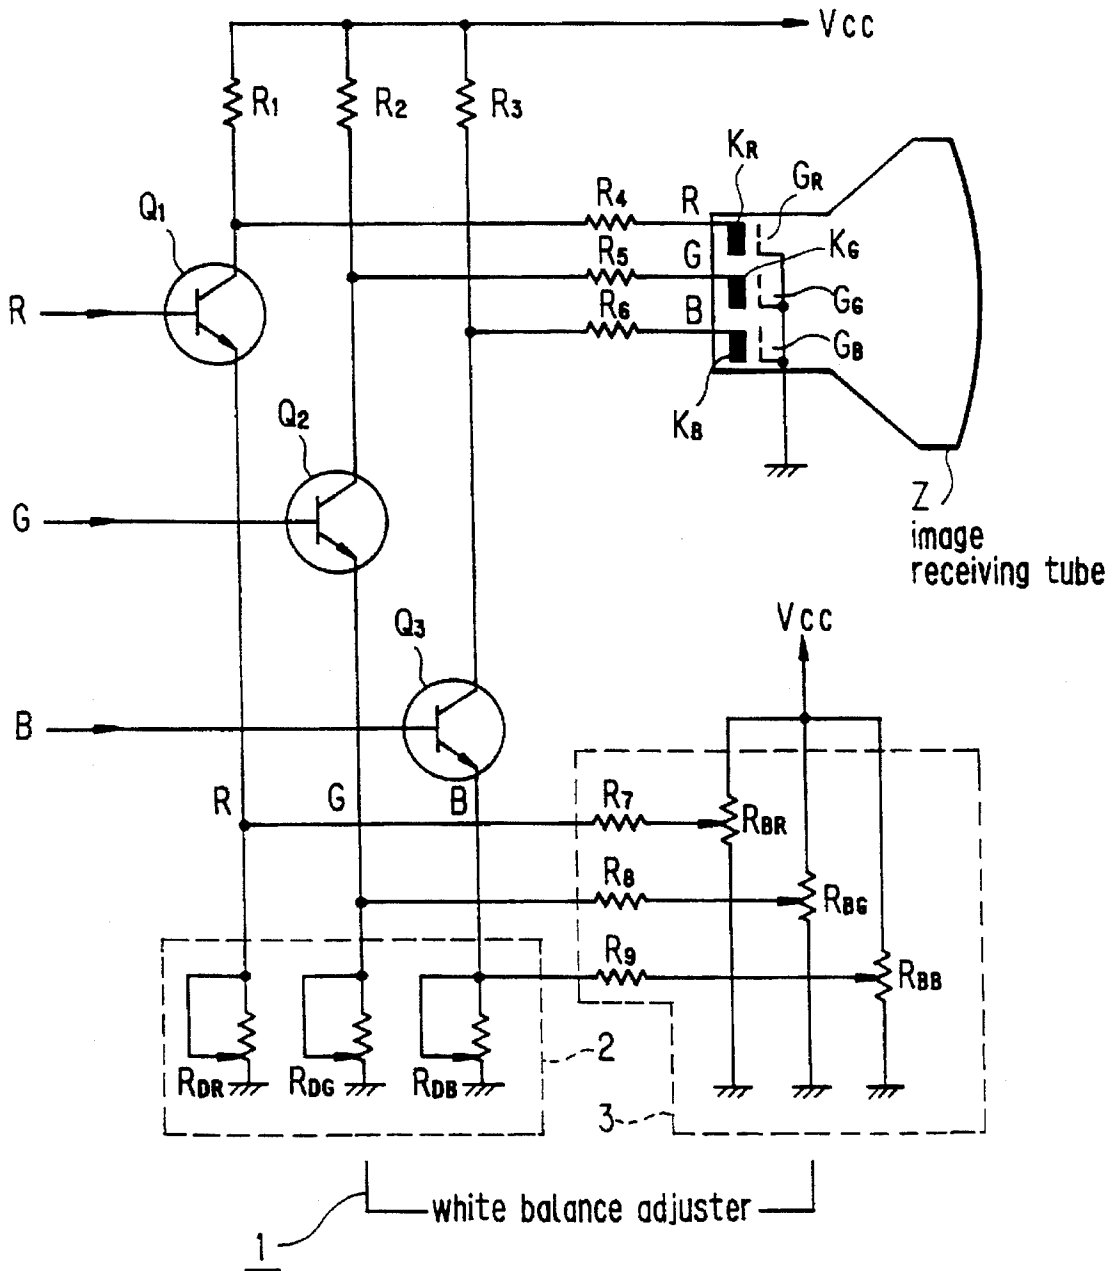 Vcc
R1
R2
R3
KR
GR
Q1
R4
R
R5
G
KG
R
R6
B
GG
GB
KB
Q2
Z
image
receiving tube
G
Q3
Vcc
B
R
G
B
R7
RBR
R8
RBG
R9
RBB
2
RDR
RDG
RDB
3
white balance adjuster
1